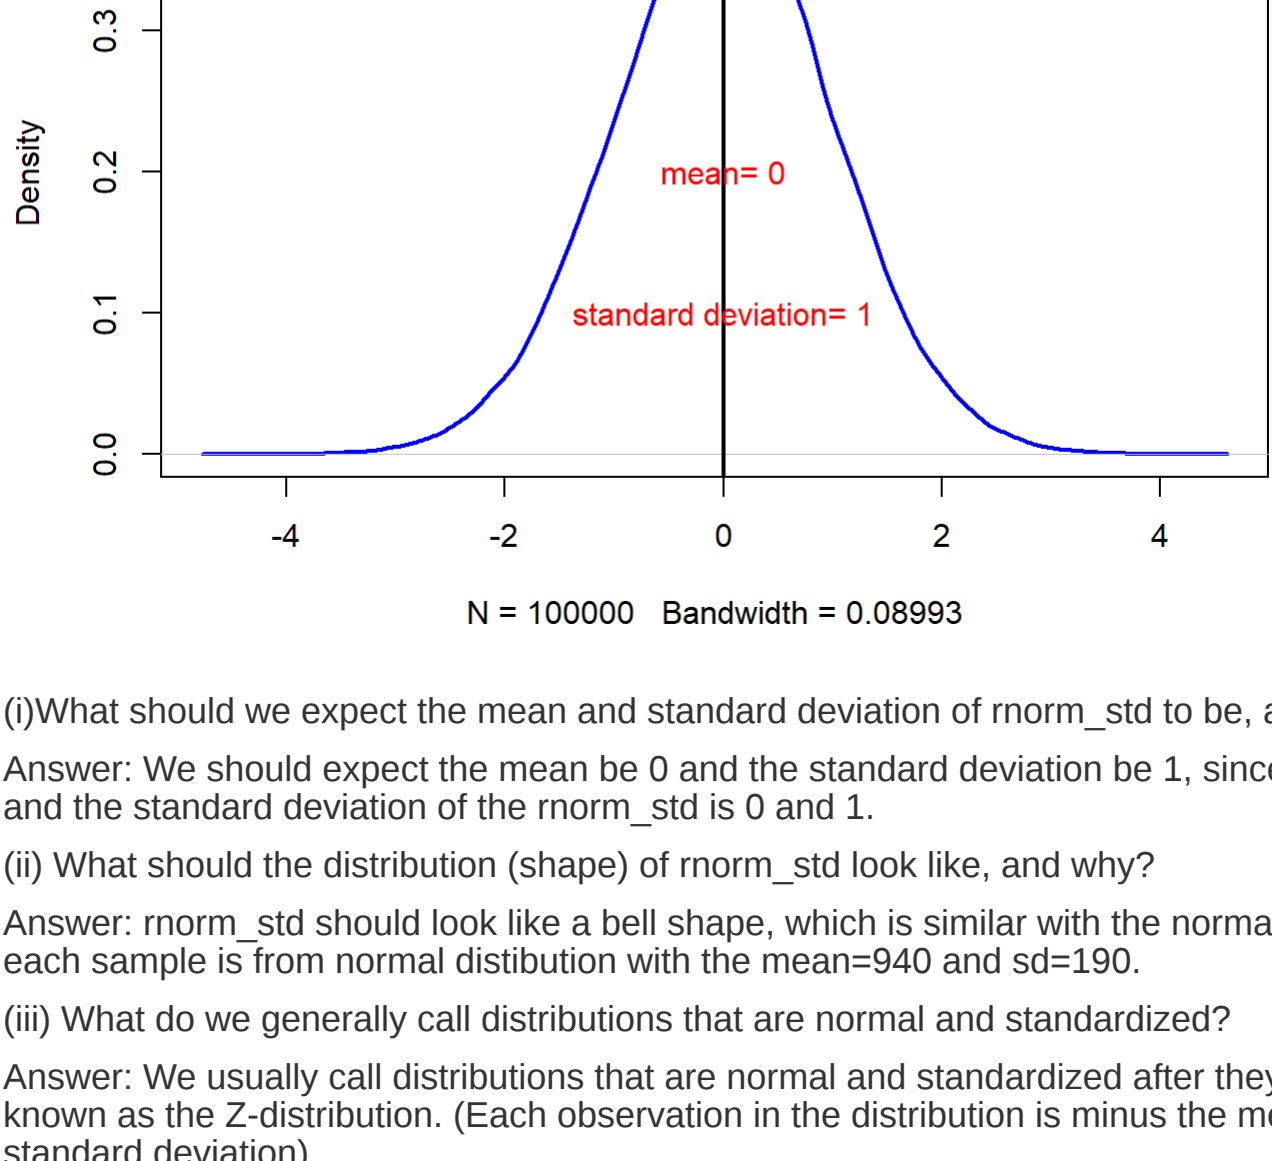 0.3
0.2
0.1
0.0
Density
mean= 0
standard deviation= 1
-4 -2 0 2 4
N = 100000 Bandwidth = 0.08993
(i)What should we expect the mean and standard deviation of rnorm_std to be,
Answer: We should expect the mean be 0 and the standard deviation be 1, since
and the standard deviation of the rnorm_std is 0 and 1.
(ii) What should the distribution (shape) of rnorm_std look like, and why?
Answer: rnorm_std should look like a bell shape, which is similar with the norma
each sample is from normal distibution with the mean=940 and sd=190.
(iii) What do we generally call distributions that are normal and standardized?
Answer: We usually call distributions that are normal and standardized after they
known as the Z-distribution. (Each observation in the distribution is minus the me
standard deviation)